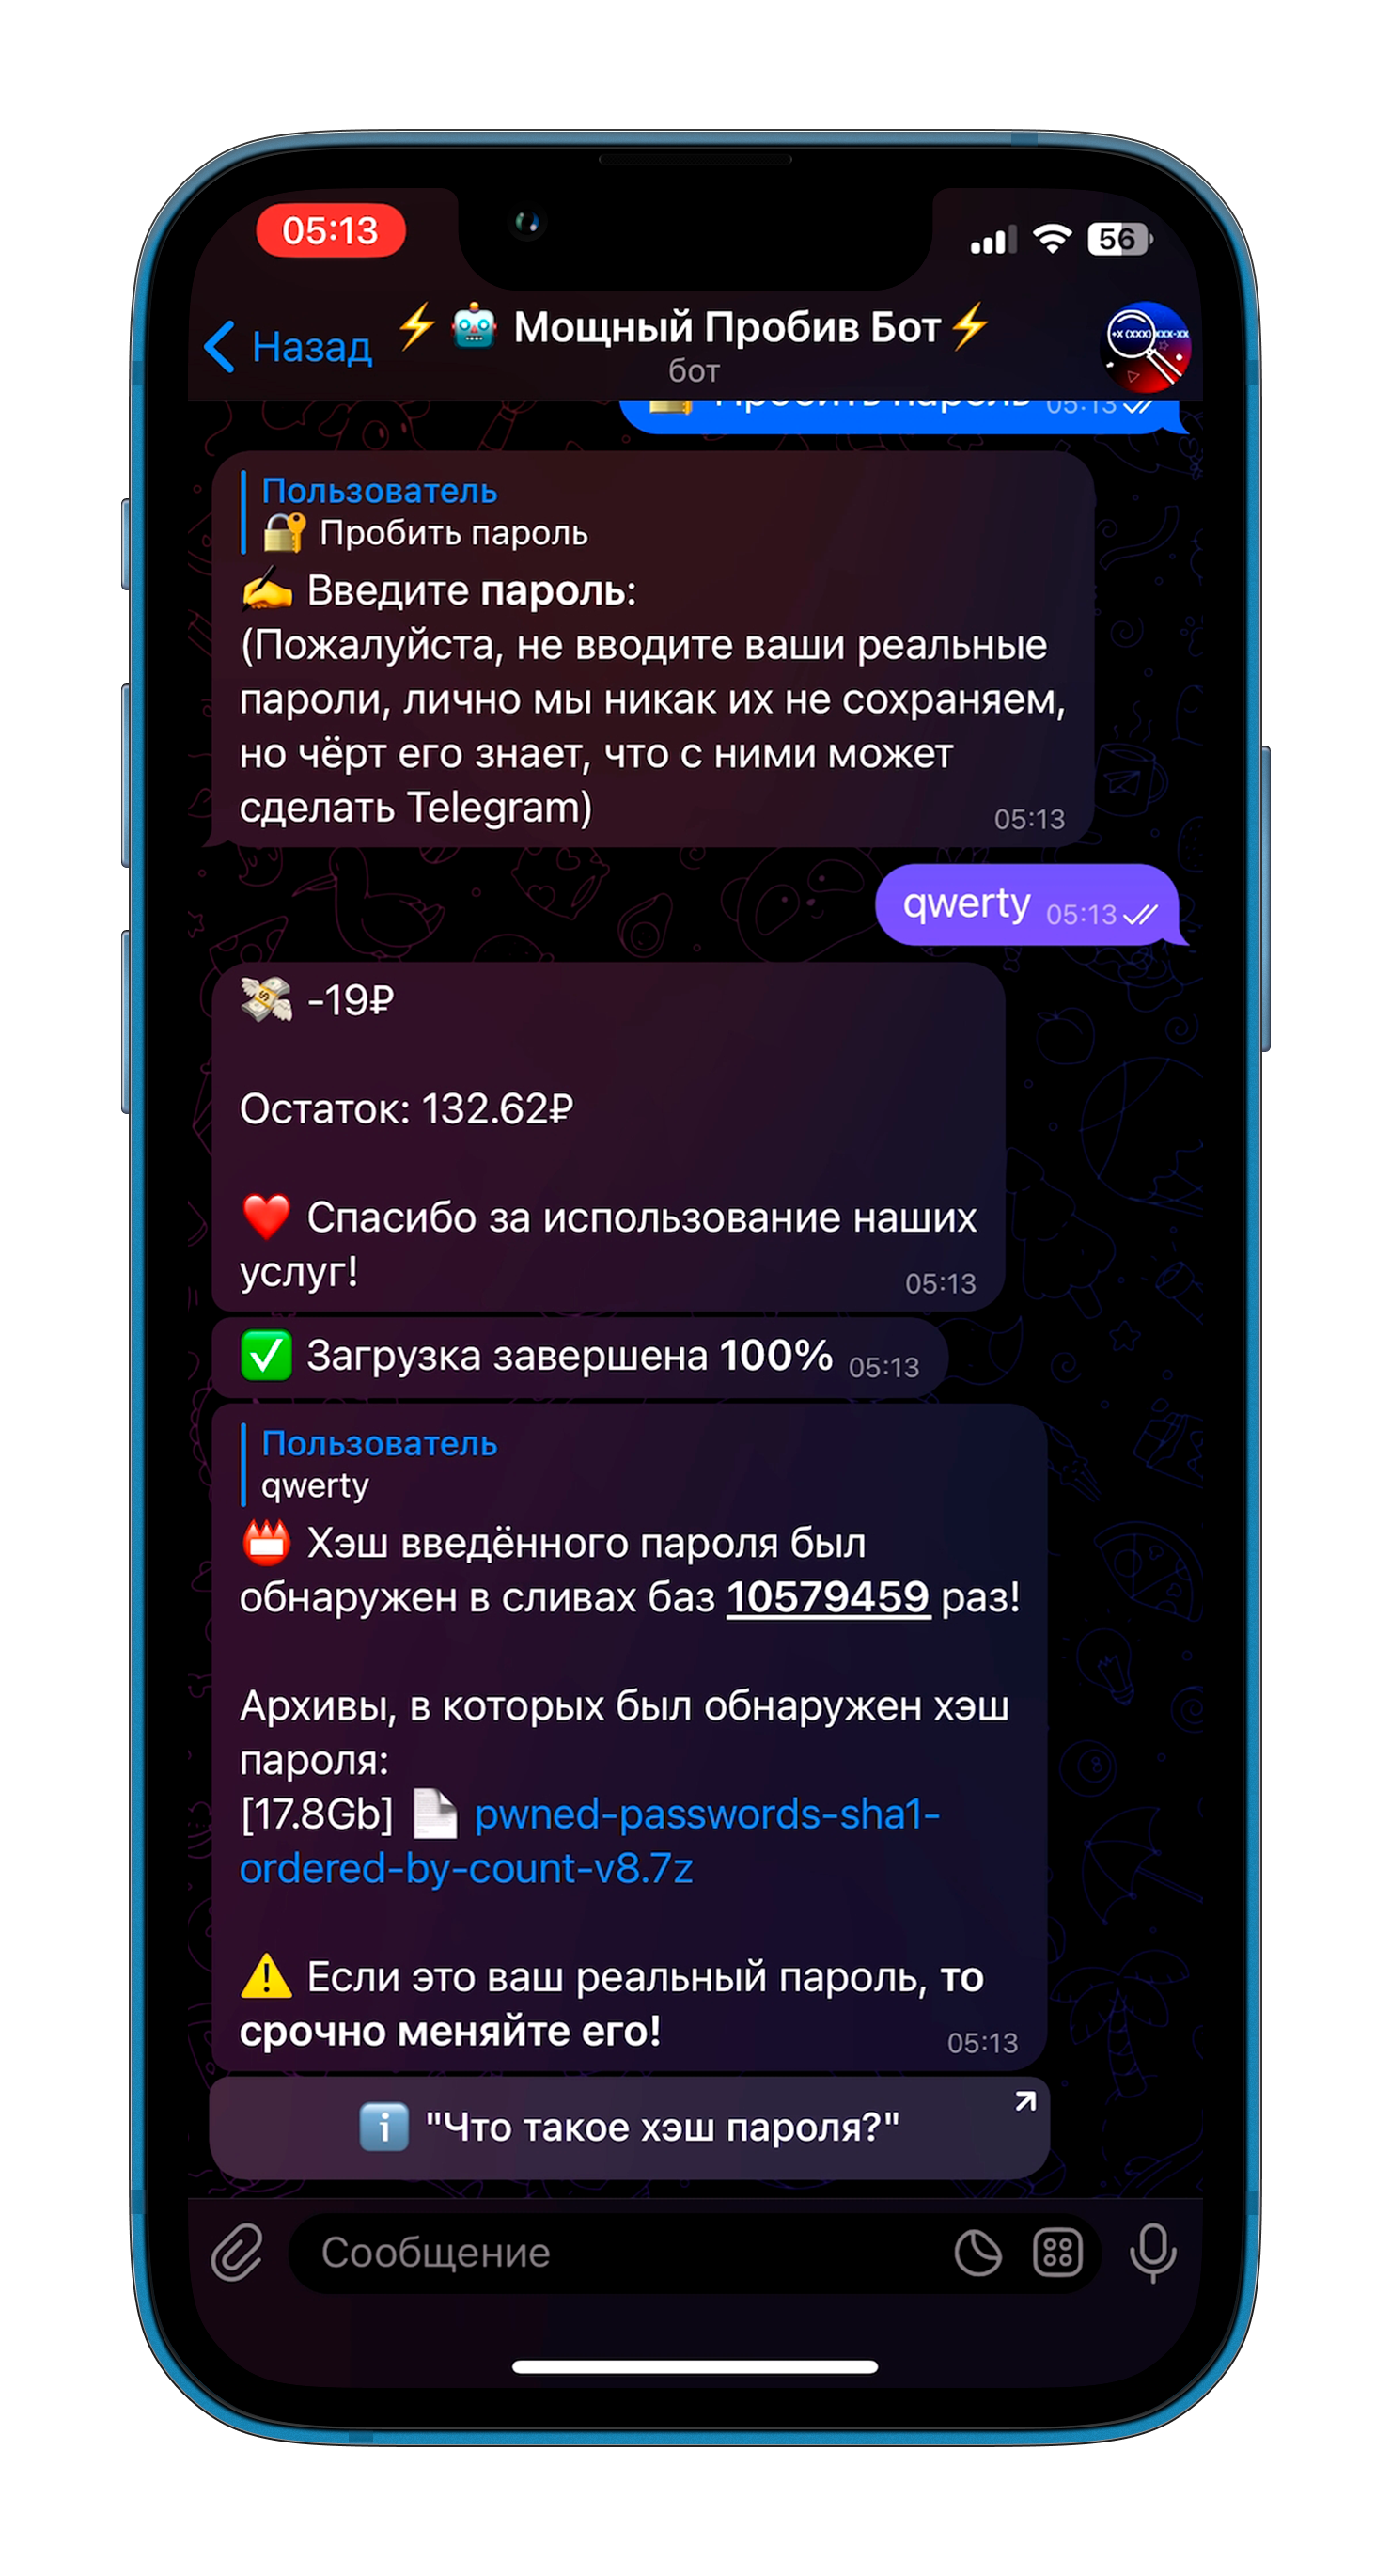 05:13
56
Назад
⚡🤖 Мощный Пробив Бот⚡
бот
+X (XXX) XXX-XX
🔐 Пробить пароль 05:13
Пользователь
🔐 Пробить пароль
✍️ Введите пароль:
(Пожалуйста, не вводите ваши реальные
пароли, лично мы никак их не сохраняем,
но чёрт его знает, что с ними может
сделать Telegram)
05:13
qwerty 05:13
💸 -19₽
Остаток: 132.62₽
❤️ Спасибо за использование наших
услуг!
05:13
✅ Загрузка завершена 100% 05:13
Пользователь
qwerty
📛 Хэш введённого пароля был
обнаружен в сливах баз 10579459 раз!
Архивы, в которых был обнаружен хэш
пароля:
[17.8Gb] 📄 pwned-passwords-sha1-
ordered-by-count-v8.7z
⚠️ Если это ваш реальный пароль, то
срочно меняйте его!
05:13
ℹ️ "Что такое хэш пароля?"
Сообщение